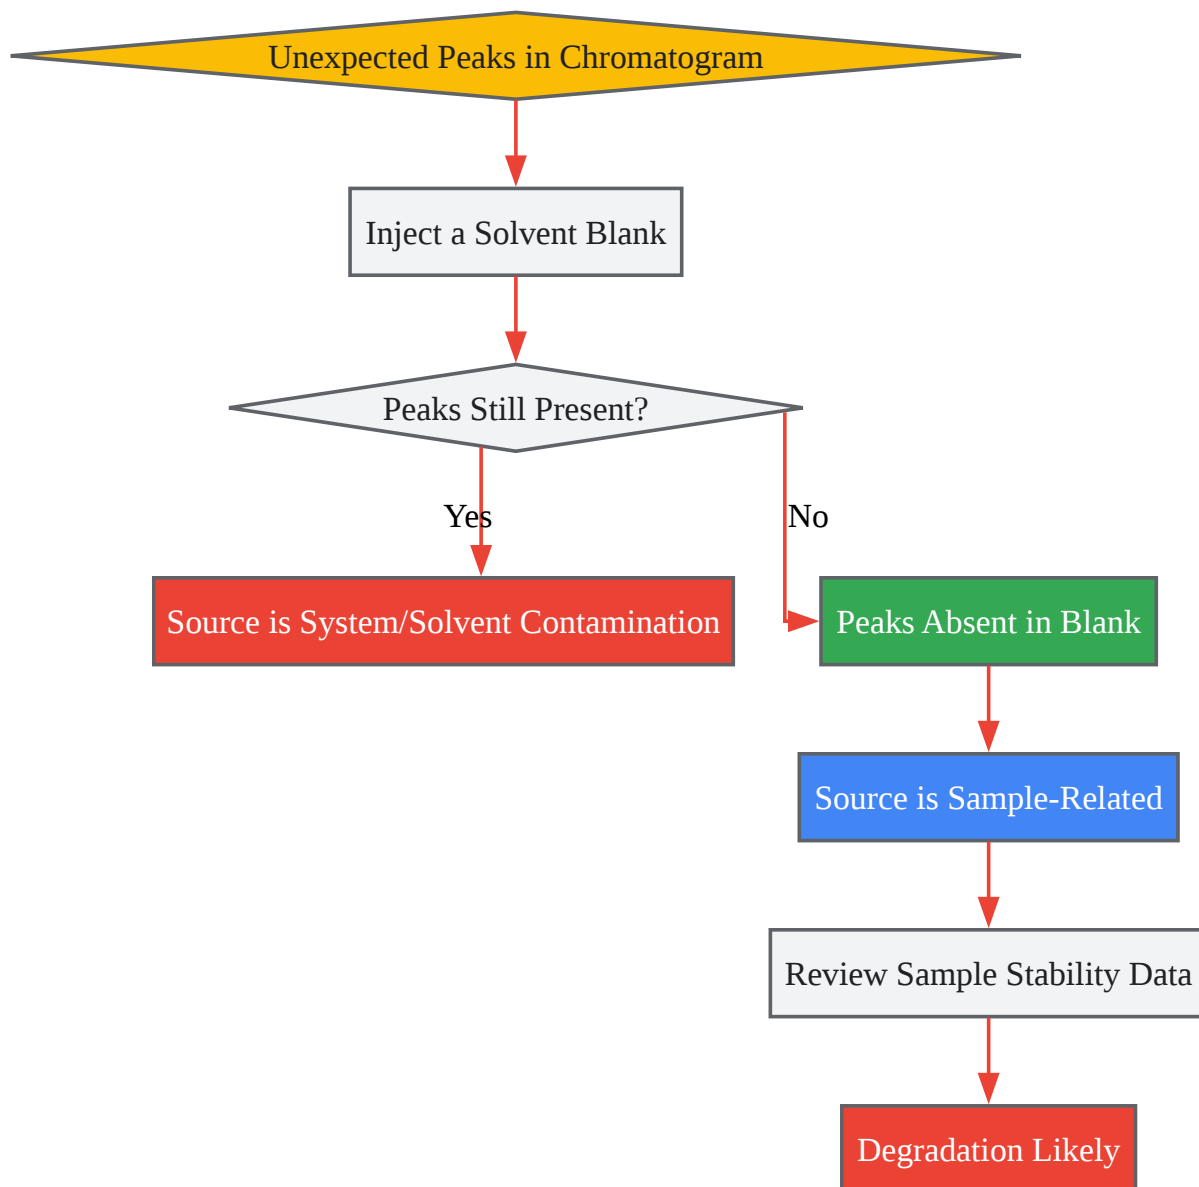 Unexpected Peaks in Chromatogram
Inject a Solvent Blank
Peaks Still Present?
Yes
No
Source is System/Solvent Contamination
Peaks Absent in Blank
Source is Sample-Related
Review Sample Stability Data
Degradation Likely